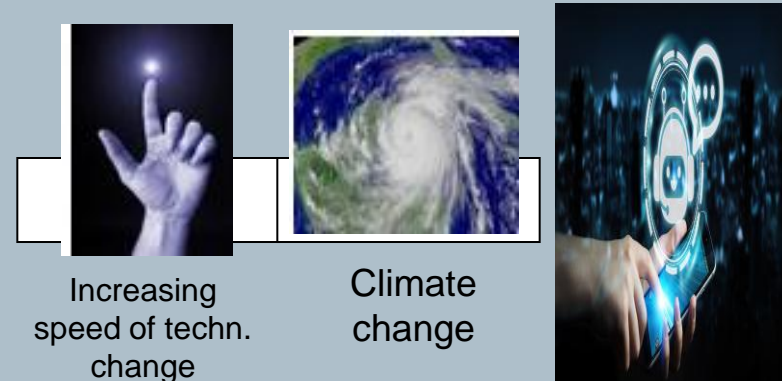 Increasing
speed of techn.
change
Climate
change